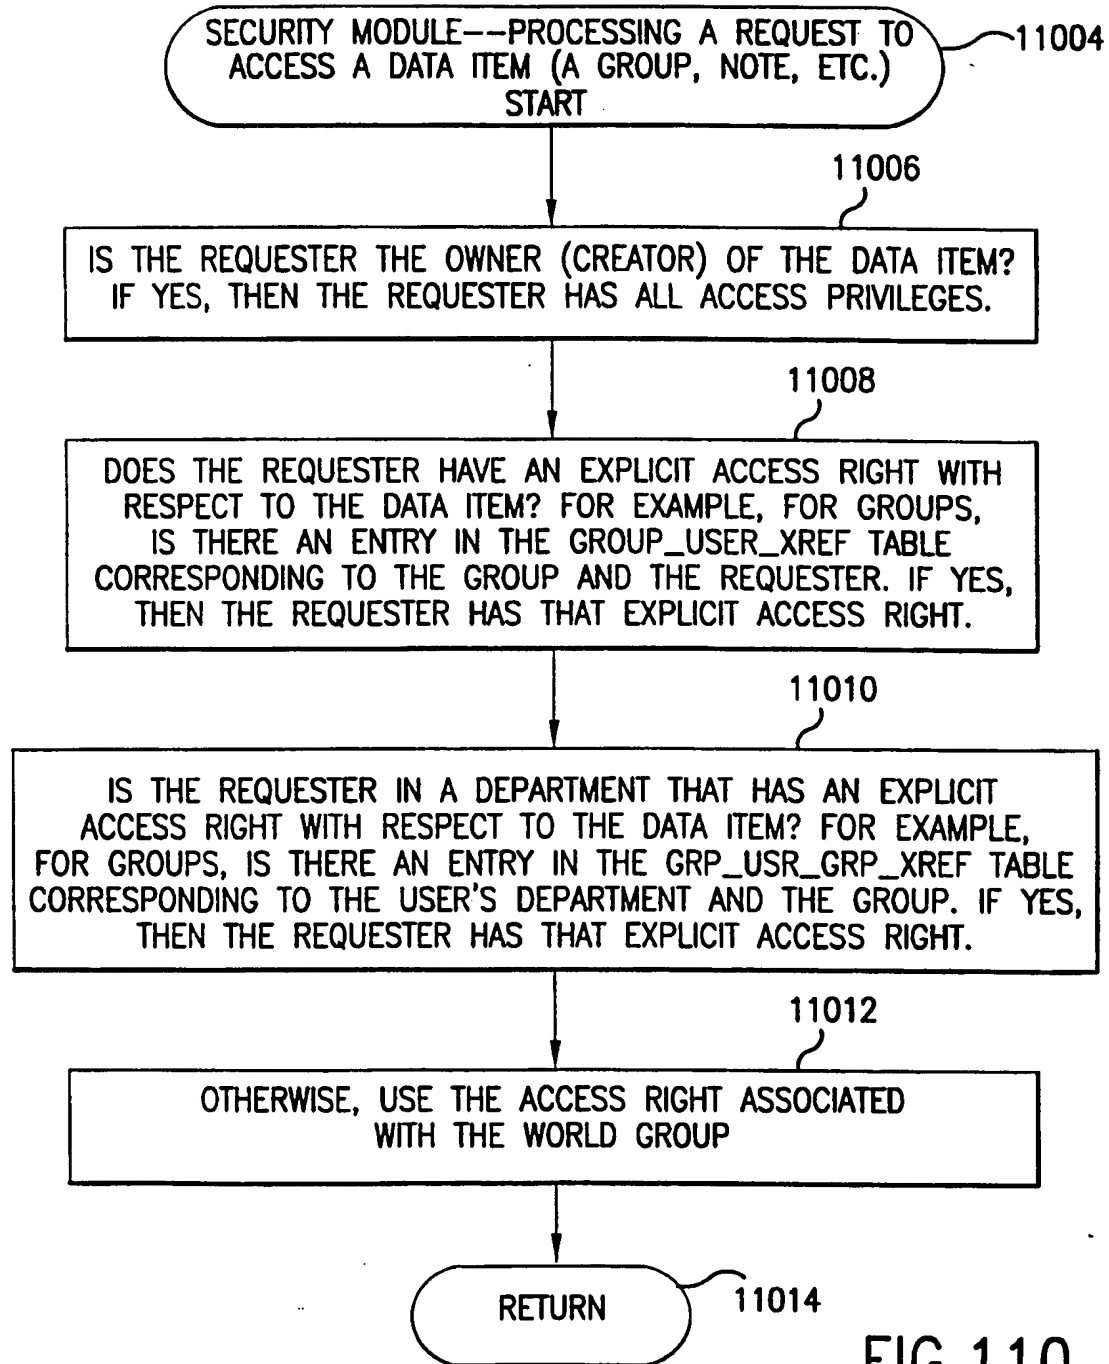 SECURITY MODULE--PROCESSING A REQUEST TO
ACCESS A DATA ITEM (A GROUP, NOTE, ETC.)
START
11004
11006
IS THE REQUESTER THE OWNER (CREATOR) OF THE DATA ITEM?
IF YES, THEN THE REQUESTER HAS ALL ACCESS PRIVILEGES.
11008
DOES THE REQUESTER HAVE AN EXPLICIT ACCESS RIGHT WITH
RESPECT TO THE DATA ITEM? FOR EXAMPLE, FOR GROUPS,
IS THERE AN ENTRY IN THE GROUP_USER_XREF TABLE
CORRESPONDING TO THE GROUP AND THE REQUESTER. IF YES,
THEN THE REQUESTER HAS THAT EXPLICIT ACCESS RIGHT.
11010
IS THE REQUESTER IN A DEPARTMENT THAT HAS AN EXPLICIT
ACCESS RIGHT WITH RESPECT TO THE DATA ITEM? FOR EXAMPLE,
FOR GROUPS, IS THERE AN ENTRY IN THE GRP_USR_GRP_XREF TABLE
CORRESPONDING TO THE USER'S DEPARTMENT AND THE GROUP. IF YES,
THEN THE REQUESTER HAS THAT EXPLICIT ACCESS RIGHT.
11012
OTHERWISE, USE THE ACCESS RIGHT ASSOCIATED
WITH THE WORLD GROUP
RETURN
11014
FIG.110